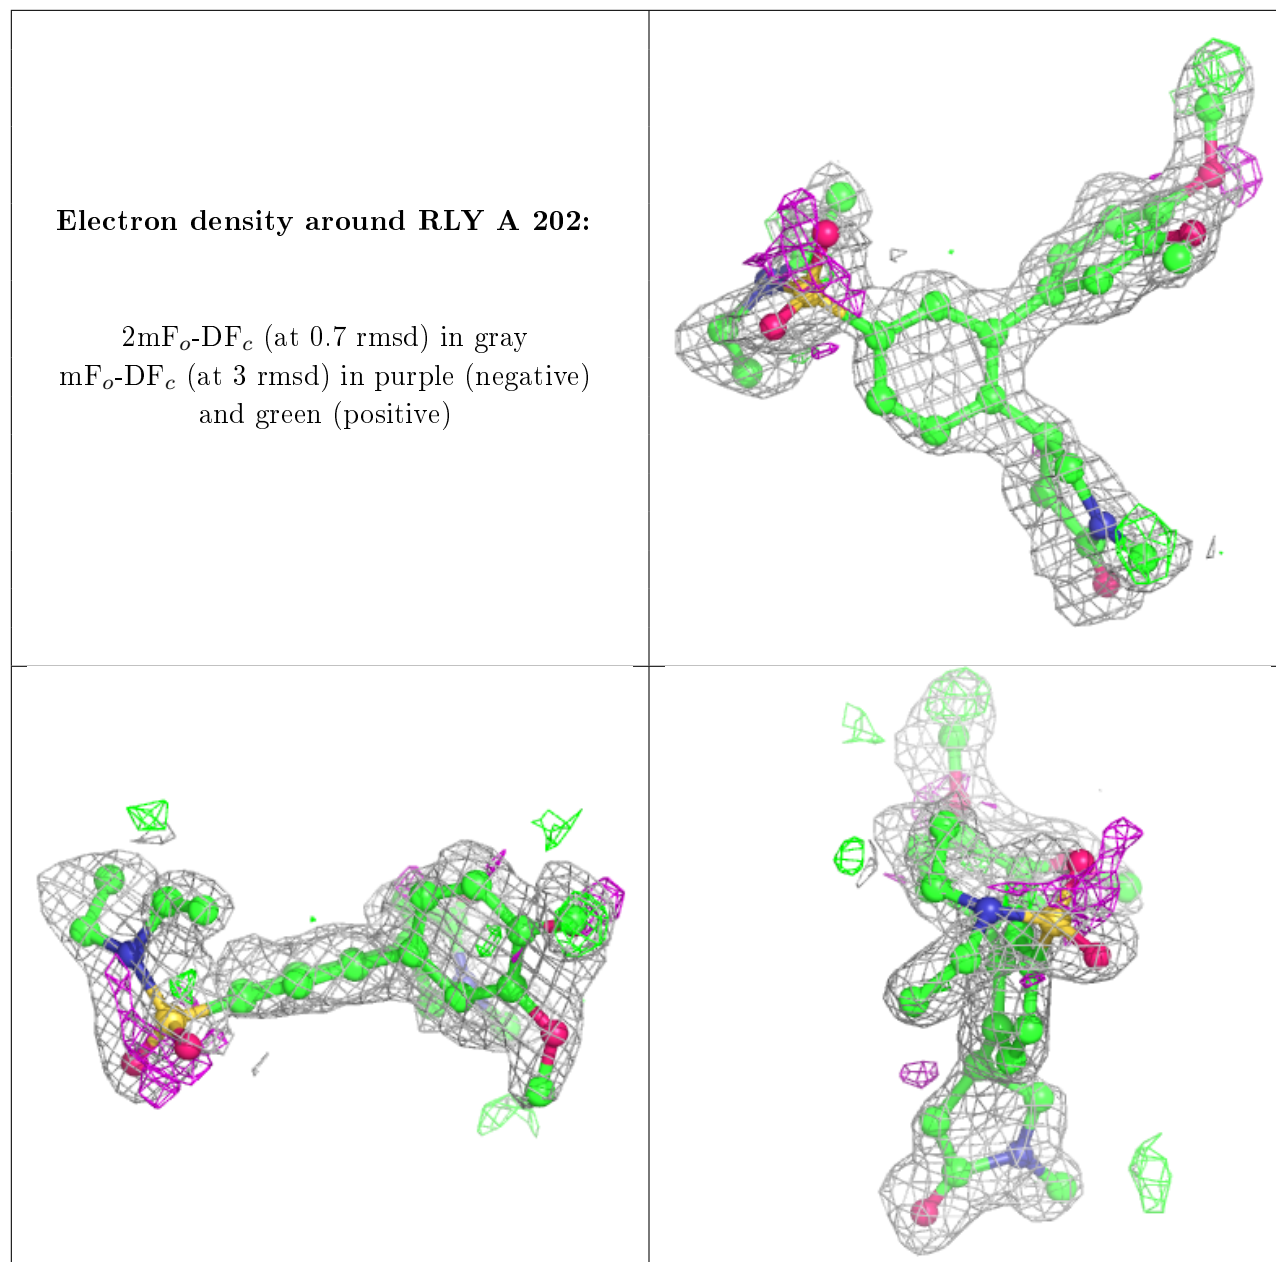 Electron density around RLY A 202:
2mFo-DFc (at 0.7 rmsd) in gray
mFo-DFc (at 3 rmsd) in purple (negative)
and green (positive)